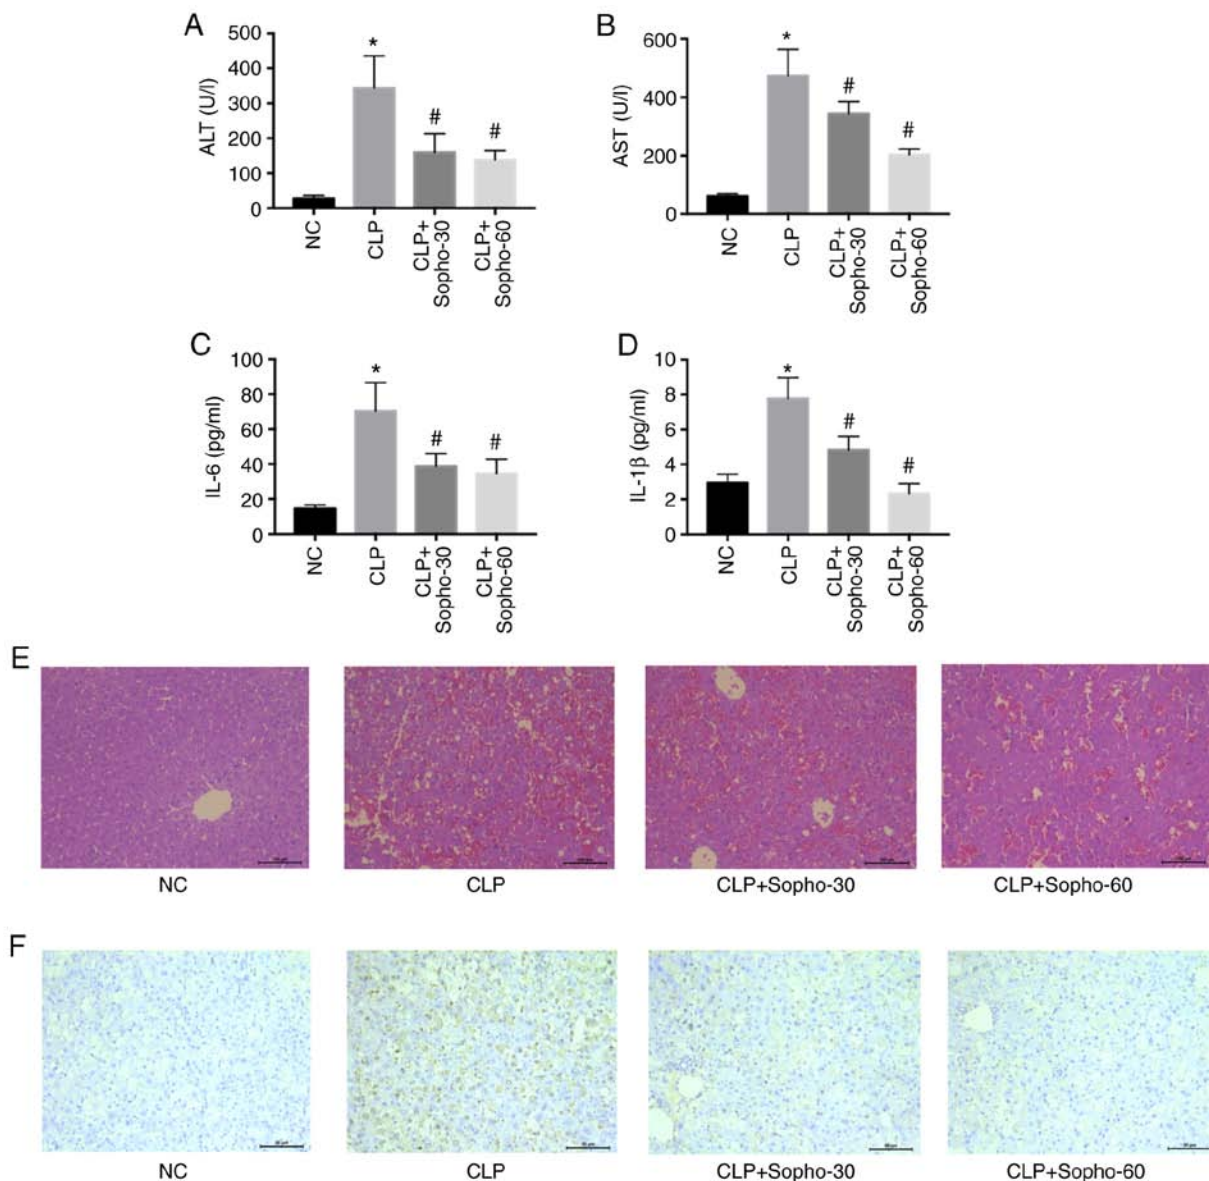 A
ALT (U/l)
500
400
300
200
100
0
*
#
#
NC
CLP
CLP+
Sopho-30
CLP+
Sopho-60
B
AST (U/l)
600
400
200
0
*
#
#
NC
CLP
CLP+
Sopho-30
CLP+
Sopho-60
C
IL-6 (pg/ml)
100
80
60
40
20
0
*
#
#
NC
CLP
CLP+
Sopho-30
CLP+
Sopho-60
D
IL-1β (pg/ml)
10
8
6
4
2
0
*
#
#
NC
CLP
CLP+
Sopho-30
CLP+
Sopho-60
E
NC
CLP
CLP+Sopho-30
CLP+Sopho-60
F
NC
CLP
CLP+Sopho-30
CLP+Sopho-60